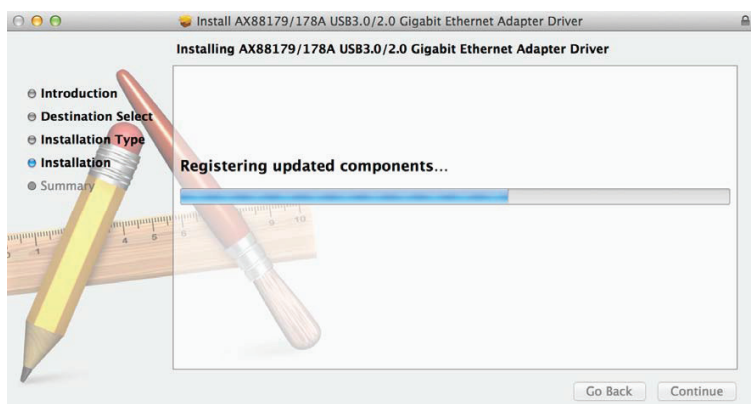 Install AX88179/178A USB3.0/2.0 Gigabit Ethernet Adapter Driver
Installing AX88179/178A USB3.0/2.0 Gigabit Ethernet Adapter Driver
Introduction
Destination Select
Installation Type
Installation
Summary
Registering updated components...
Go Back
Continue